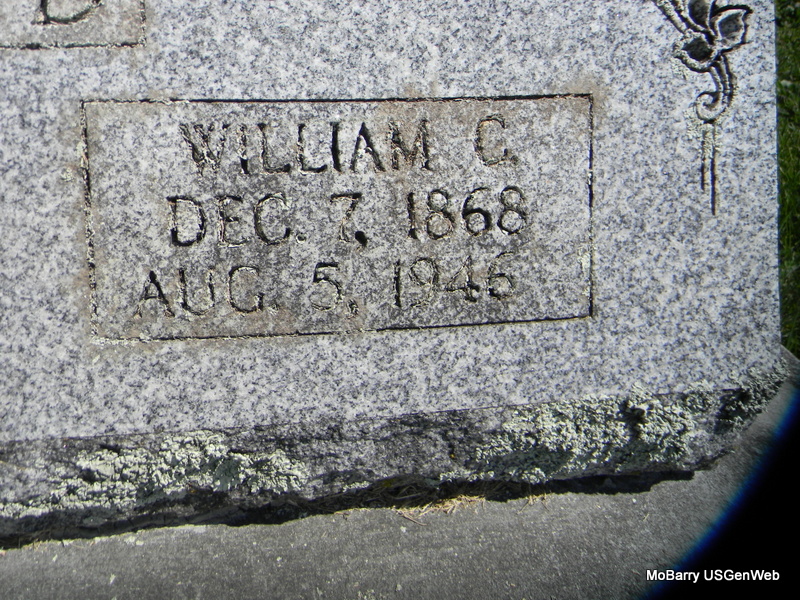 WILLIAM C.
DEC. 7, 1868
AUG. 5, 1946
MoBarry USGenWeb